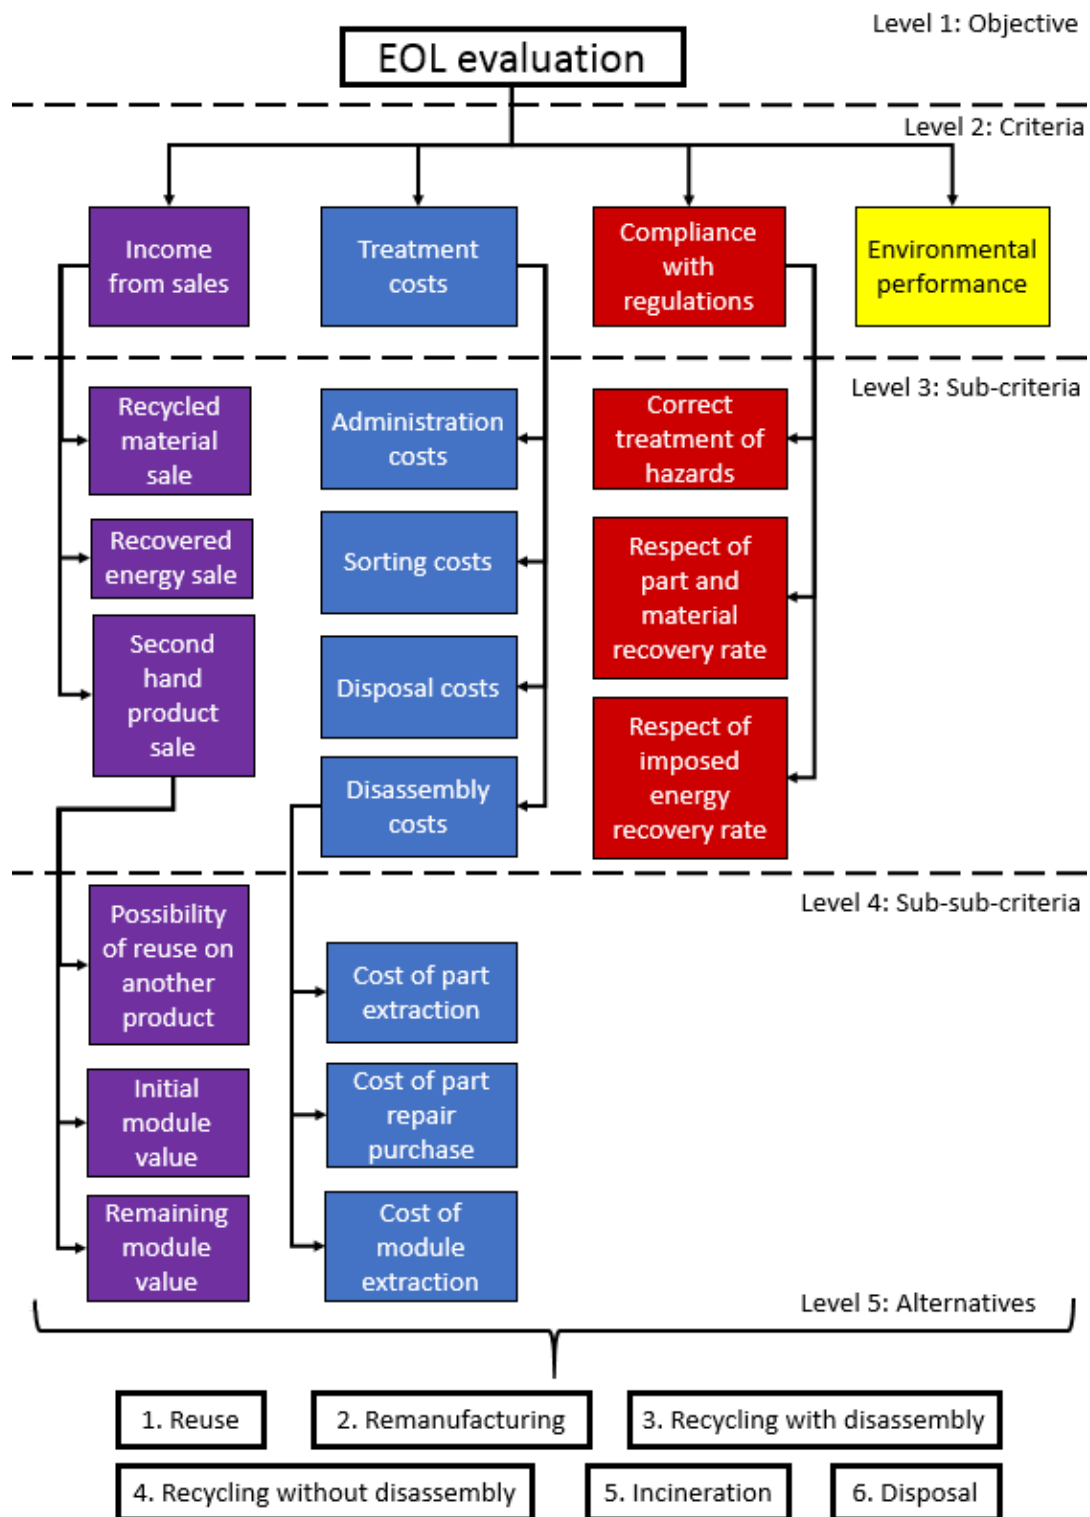 Level 1: Objective
EOL evaluation
Level 2: Criteria
Income
from sales
Treatment
costs
Compliance
with
regulations
Environmental
performance
Level 3: Sub-criteria
Recycled
material
sale
Recovered
energy sale
Second
hand
product
sale
Administration
costs
Sorting costs
Disposal costs
Disassembly
costs
Correct
treatment of
hazards
Respect of
part and
material
recovery rate
Respect of
imposed
energy
recovery rate
Level 4: Sub-sub-criteria
Possibility
of reuse on
another
product
Initial
module
value
Remaining
module
value
Cost of part
extraction
Cost of part
repair
purchase
Cost of
module
extraction
Level 5: Alternatives
1. Reuse
2. Remanufacturing
3. Recycling with disassembly
4. Recycling without disassembly
5. Incineration
6. Disposal